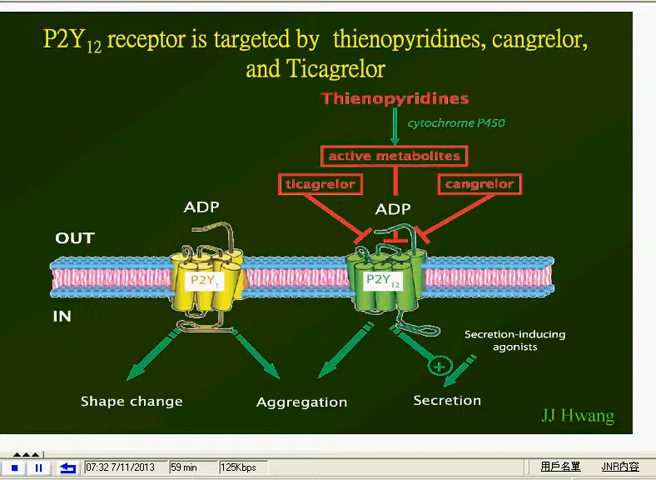 P2Y12 receptor is targeted by thienopyridines, cangrelor,
and Ticagrelor
Thienopyridines
cytochrome P450
active metabolites
ticagrelor
cangrelor
ADP
ADP
OUT
P2Y1
P2Y12
IN
Secretion-inducing
agonists
+
Shape change
Aggregation
Secretion
JJ Hwang
07:32 7/11/2013
59 min
125Kbps
用戶名單
JNR內容